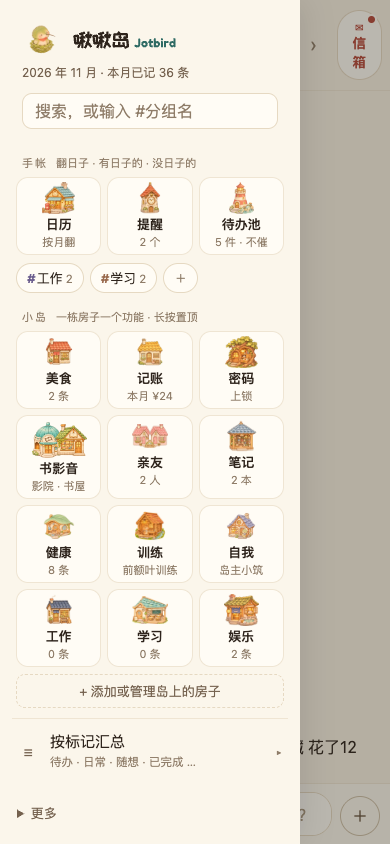 啾啾岛 Jotbird
2026 年 11 月 · 本月已记 36 条
搜索，或输入 #分组名
手帐 翻日子 · 有日子的 · 没日子的
日历
按月翻
提醒
2 个
待办池
5 件 · 不催
#工作 2
#学习 2
+
小岛 一栋房子一个功能 · 长按置顶
美食
2 条
记账
本月 ¥24
密码
上锁
书影音
影院 · 书屋
亲友
2 人
笔记
2 本
健康
8 条
训练
前额叶训练
自我
岛主小筑
工作
0 条
学习
0 条
娱乐
2 条
+ 添加或管理岛上的房子
≡ 按标记汇总 ▸
待办 · 日常 · 随想 · 已完成 ...
▶ 更多
›
✉
信
箱
花了12
?
+